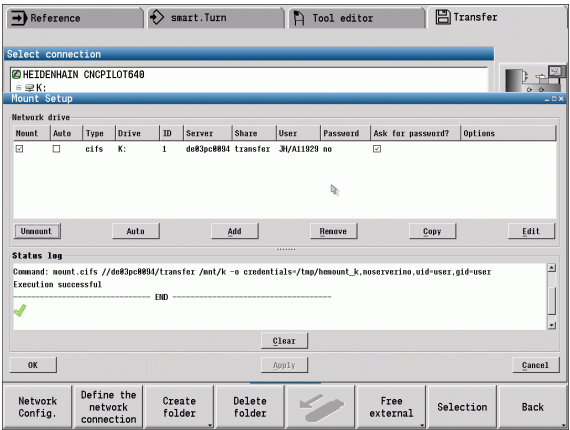 Reference
smart.Turn
Tool editor
Transfer
Select connection
HEIDENHAIN CNCPILOT640
K:
Mount Setup
Network drive
Mount Auto Type Drive ID Server Share User Password Ask for password? Options
cifs K: 1 de03pc0094 transfer JH/A11929 no
Unmount Auto Add Remove Copy Edit
Status log
Command: mount.cifs //de03pc0094/transfer /mnt/k -o credentials=/tmp/hemount_k,noserverino,uid=user,gid=user
Execution successful
------------------------------ END -----------------------------------
Clear
OK Apply Cancel
Network Config.
Define the network connection
Create folder
Delete folder
Free external
Selection
Back